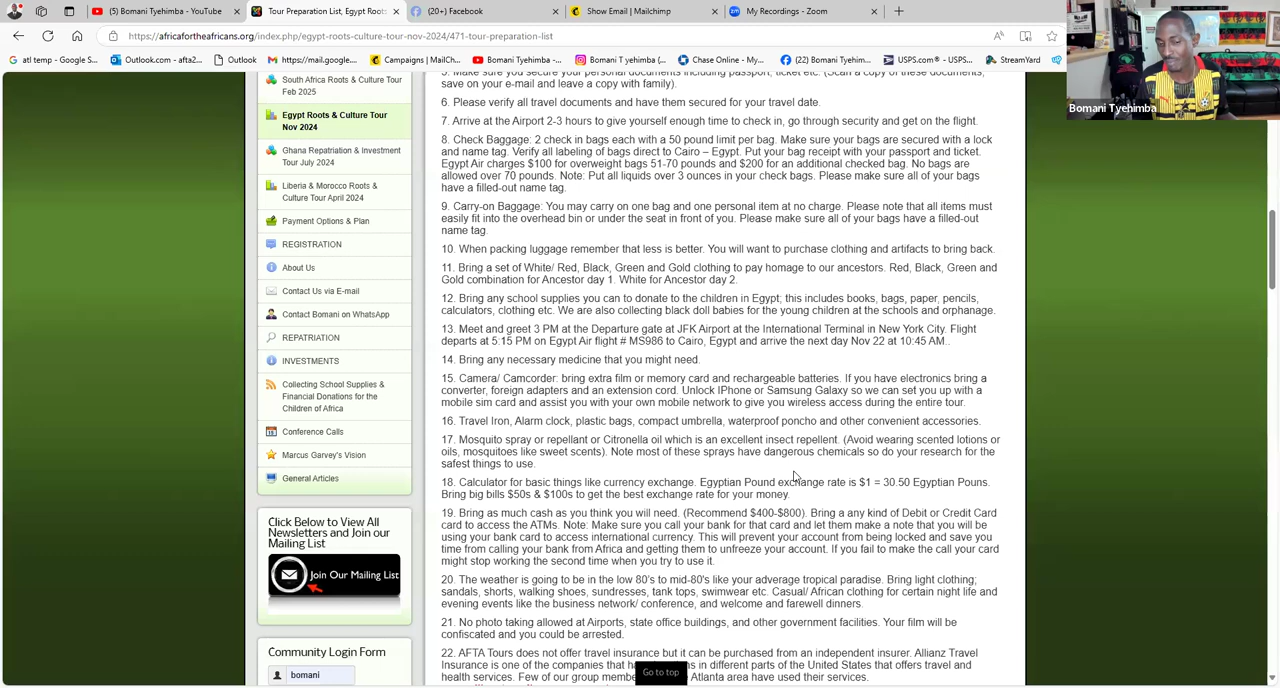 (5) Bomani Tyehimba - YouTube
Tour Preparation List, Egypt Roots
(20+) Facebook
Show Email | Mailchimp
My Recordings - Zoom
https://africafortheafricans.org/index.php/egypt-roots-culture-tour-nov-2024/471-tour-preparation-list
atl temp - Google S...
Outlook.com - afta2...
Outlook
https://mail.google...
Campaigns | MailCh...
Bomani Tyehimba -...
Bomani T yehimba (...
Chase Online - My...
(22) Bomani Tyehim...
USPS.com® - USPS...
StreamYard
Bomani Tyehimba
South Africa Roots & Culture Tour
Feb 2025
Egypt Roots & Culture Tour
Nov 2024
Ghana Repatriation & Investment
Tour July 2024
Liberia & Morocco Roots &
Culture Tour April 2024
Payment Options & Plan
REGISTRATION
About Us
Contact Us via E-mail
Contact Bomani on WhatsApp
REPATRIATION
INVESTMENTS
Collecting School Supplies &
Financial Donations for the
Children of Africa
Conference Calls
Marcus Garvey's Vision
General Articles
Click Below to View All
Newsletters and Join our
Mailing List
Join Our Mailing List
Community Login Form
bomani
5. Make sure you secure your personal documents including passport, ticket etc. (Scan a copy of these documents,
save on your e-mail and leave a copy with family).
6. Please verify all travel documents and have them secured for your travel date.
7. Arrive at the Airport 2-3 hours to give yourself enough time to check in, go through security and get on the flight.
8. Check Baggage: 2 check in bags each with a 50 pound limit per bag. Make sure your bags are secured with a lock
and name tag. Verify all labeling of bags direct to Cairo – Egypt. Put your bag receipt with your passport and ticket.
Egypt Air charges $100 for overweight bags 51-70 pounds and $200 for an additional checked bag. No bags are
allowed over 70 pounds. Note: Put all liquids over 3 ounces in your check bags. Please make sure all of your bags
have a filled-out name tag.
9. Carry-on Baggage: You may carry on one bag and one personal item at no charge. Please note that all items must
easily fit into the overhead bin or under the seat in front of you. Please make sure all of your bags have a filled-out
name tag.
10. When packing luggage remember that less is better. You will want to purchase clothing and artifacts to bring back.
11. Bring a set of White/ Red, Black, Green and Gold clothing to pay homage to our ancestors. Red, Black, Green and
Gold combination for Ancestor day 1. White for Ancestor day 2.
12. Bring any school supplies you can to donate to the children in Egypt; this includes books, bags, paper, pencils,
calculators, clothing etc. We are also collecting black doll babies for the young children at the schools and orphanage.
13. Meet and greet 3 PM at the Departure gate at JFK Airport at the International Terminal in New York City. Flight
departs at 5:15 PM on Egypt Air flight # MS986 to Cairo, Egypt and arrive the next day Nov 22 at 10:45 AM..
14. Bring any necessary medicine that you might need.
15. Camera/ Camcorder: bring extra film or memory card and rechargeable batteries. If you have electronics bring a
converter, foreign adapters and an extension cord. Unlock IPhone or Samsung Galaxy so we can set you up with a
mobile sim card and assist you with your own mobile network to give you wireless access during the entire tour.
16. Travel Iron, Alarm clock, plastic bags, compact umbrella, waterproof poncho and other convenient accessories.
17. Mosquito spray or repellant or Citronella oil which is an excellent insect repellent. (Avoid wearing scented lotions or
oils, mosquitoes like sweet scents). Note most of these sprays have dangerous chemicals so do your research for the
safest things to use.
18. Calculator for basic things like currency exchange. Egyptian Pound exchange rate is $1 = 30.50 Egyptian Pouns.
Bring big bills $50s & $100s to get the best exchange rate for your money.
19. Bring as much cash as you think you will need. (Recommend $400-$800). Bring a any kind of Debit or Credit Card
card to access the ATMs. Note: Make sure you call your bank for that card and let them make a note that you will be
using your bank card to access international currency. This will prevent your account from being locked and save you
time from calling your bank from Africa and getting them to unfreeze your account. If you fail to make the call your card
might stop working the second time when you try to use it.
20. The weather is going to be in the low 80's to mid-80's like your adverage tropical paradise. Bring light clothing;
sandals, shorts, walking shoes, sundresses, tank tops, swimwear etc. Casual/ African clothing for certain night life and
evening events like the business network/ conference, and welcome and farewell dinners.
21. No photo taking allowed at Airports, state office buildings, and other government facilities. Your film will be
confiscated and you could be arrested.
22. AFTA Tours does not offer travel insurance but it can be purchased from an independent insurer. Allianz Travel
Insurance is one of the companies that ha ns in different parts of the United States that offers travel and
health services. Few of our group membe Atlanta area have used their services.
Go to top